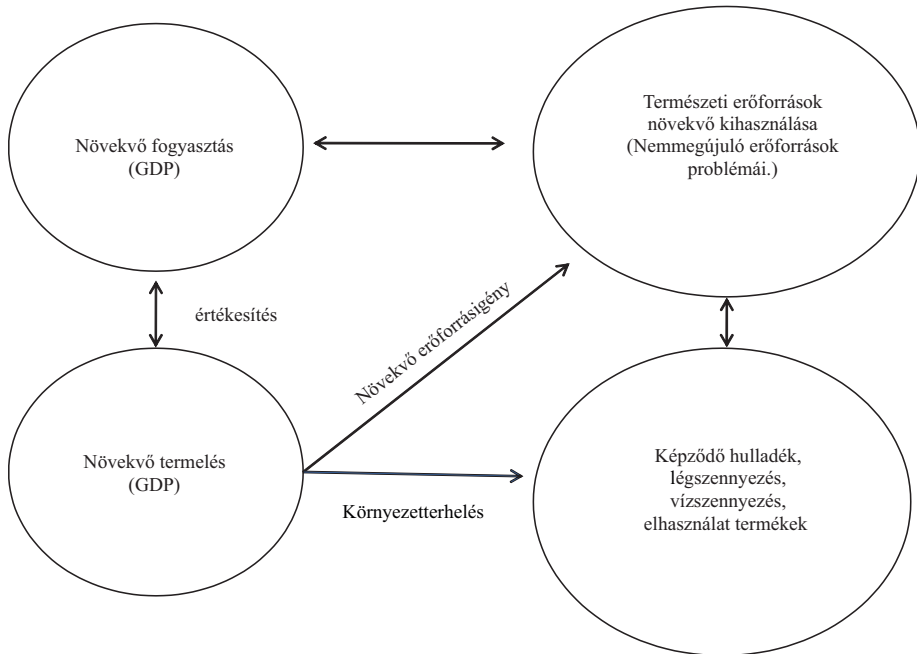 Növekvő fogyasztás
(GDP)
Természeti erőforrások
növekvő kihasználása
(Nemmegújuló erőforrások
problémái.)
értékesítés
Növekvő erőforrásigény
Növekvő termelés
(GDP)
Környezetterhelés
Képződő hulladék,
légszennyezés,
vízszennyezés,
elhasználat termékek